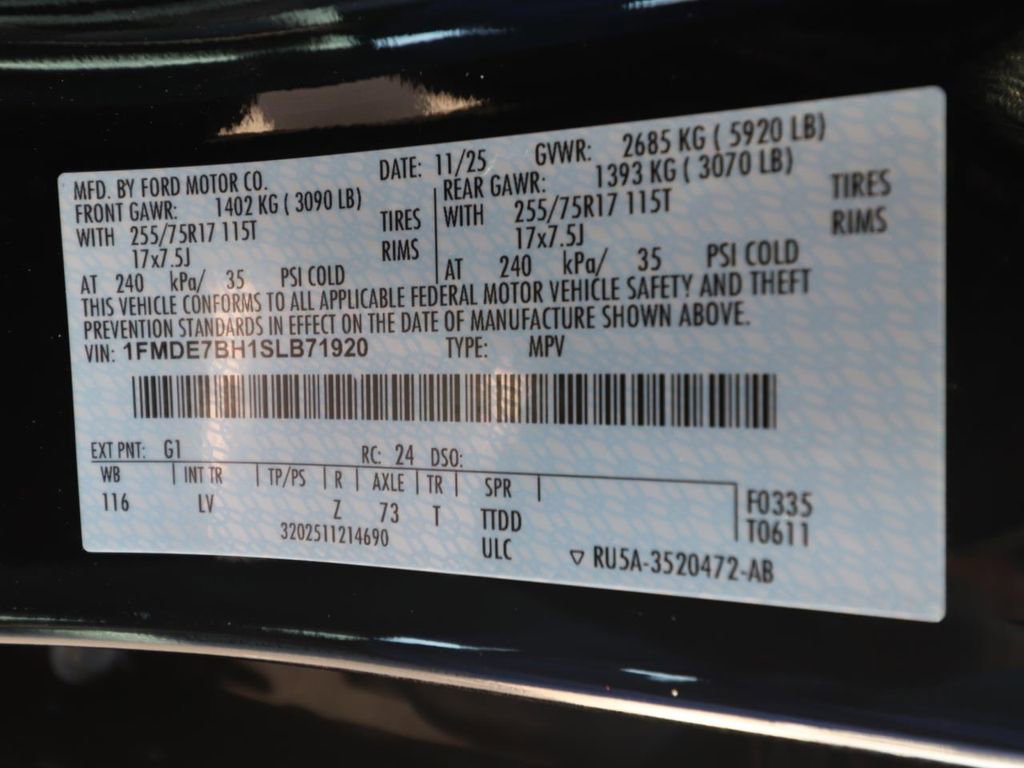 MFD. BY FORD MOTOR CO. DATE: 11/25 GVWR: 2685 KG ( 5920 LB)
FRONT GAWR: 1402 KG ( 3090 LB) REAR GAWR: 1393 KG ( 3070 LB)
WITH 255/75R17 115T TIRES WITH 255/75R17 115T TIRES
17x7.5J RIMS 17x7.5J RIMS
AT 240 kPa/ 35 PSI COLD AT 240 kPa/ 35 PSI COLD
THIS VEHICLE CONFORMS TO ALL APPLICABLE FEDERAL MOTOR VEHICLE SAFETY AND THEFT
PREVENTION STANDARDS IN EFFECT ON THE DATE OF MANUFACTURE SHOWN ABOVE.
VIN: 1FMDE7BH1SLB71920 TYPE: MPV
EXT PNT: G1 RC: 24 DSO:
WB INT TR TP/PS R AXLE TR SPR
116 LV Z 73 T TTDD F0335
3202511214690 ULC T0611
▽ RU5A-3520472-AB